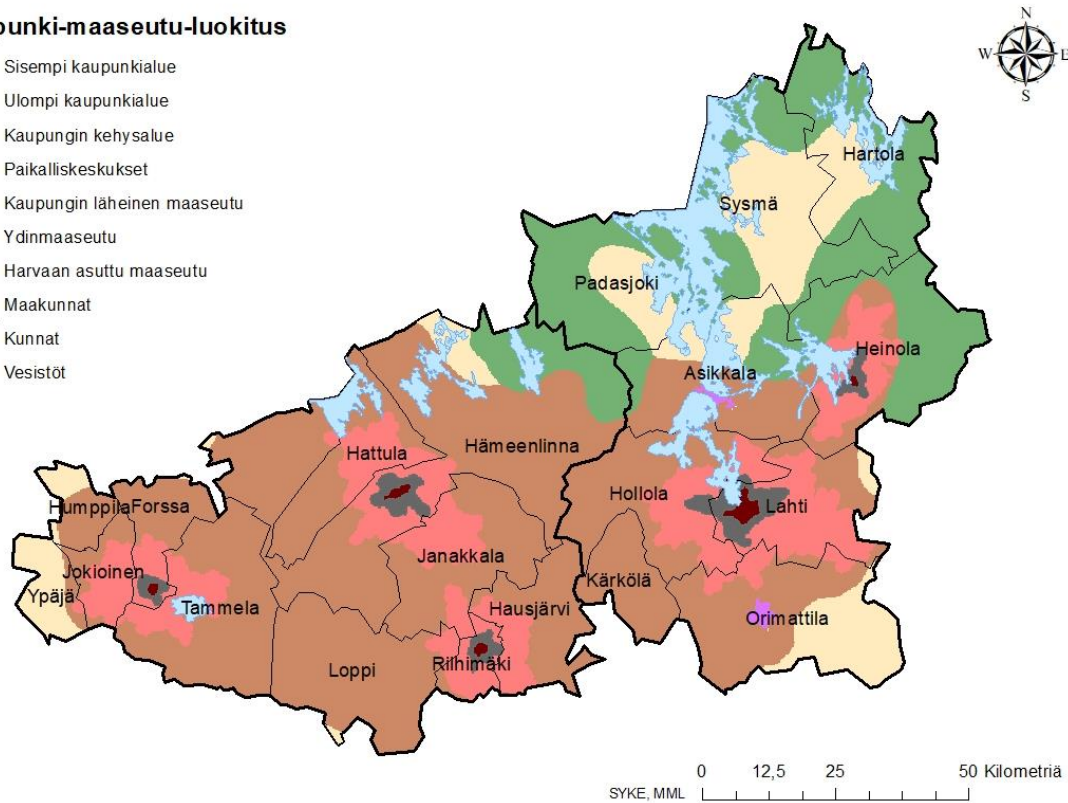 punki-maaseutu-luokitus
Sisempi kaupunkialue
Ulompi kaupunkialue
Kaupungin kehysalue
Paikalliskeskukset
Kaupungin läheinen maaseutu
Ydinmaaseutu
Harvaan asuttu maaseutu
Maakunnat
Kunnat
Vesistöt
N
W E
S
Hartola
Sysmä
Padasjoki
Heinola
Asikkala
Hattula
Hämeenlinna
Hollola
Lahti
Humppila Forssa
Janakkala
Jokioinen
Kärkölä
Ypäjä
Tammela
Hausjärvi
Orimattila
Loppi
Riihimäki
0 12,5 25 50 Kilometriä
SYKE, MML